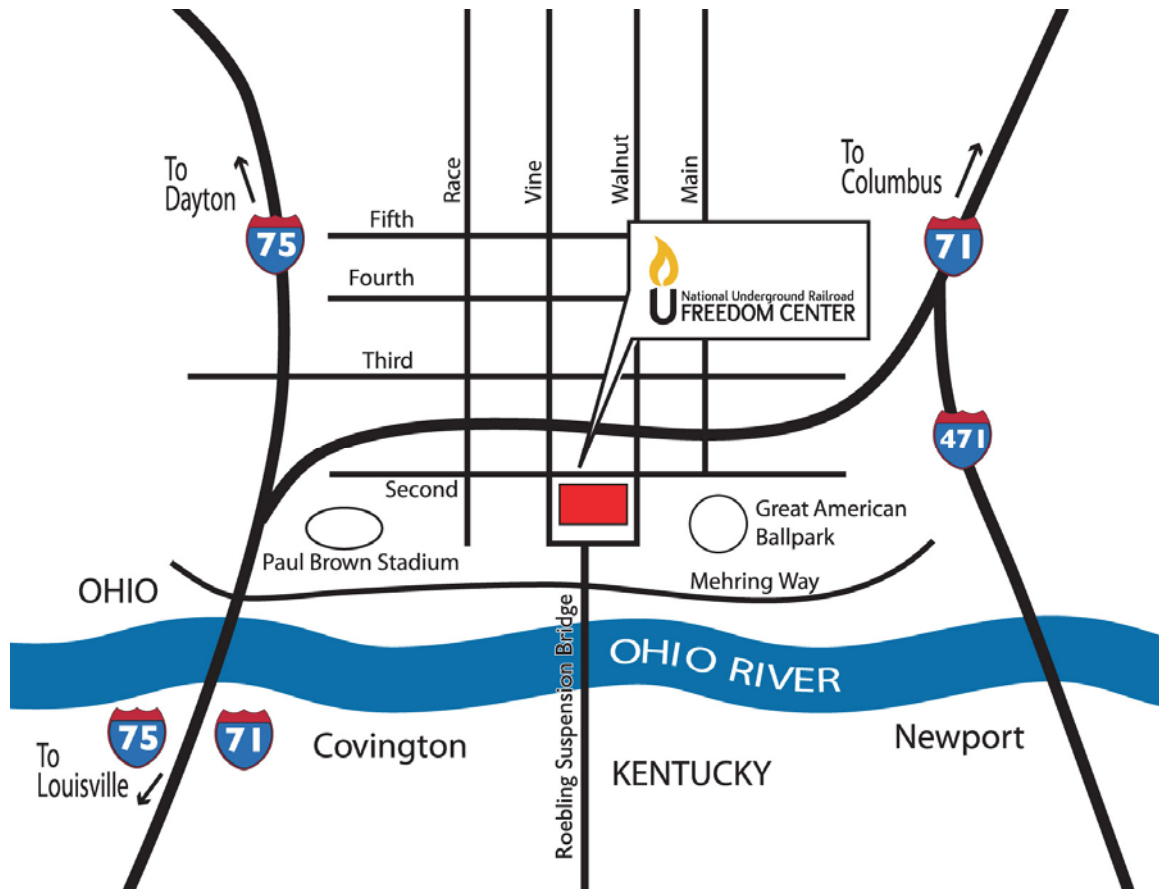 To
Dayton
75
Race
Vine
Walnut
Main
To
Columbus
71
Fifth
Fourth
National Underground Railroad
FREEDOM CENTER
Third
471
Second
Great American
Ballpark
Paul Brown Stadium
Mehring Way
OHIO
Roebling Suspension Bridge
OHIO RIVER
75
71
To
Louisville
Covington
Newport
KENTUCKY